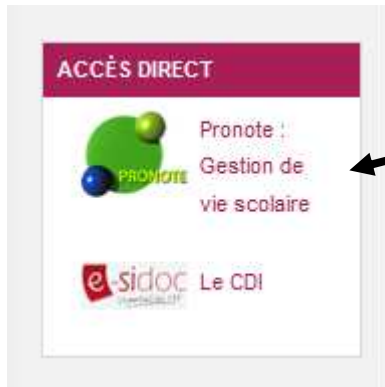 ACCÈS DIRECT
PRONOTE
Pronote :
Gestion de
vie scolaire
e-sidoc
Le CDI